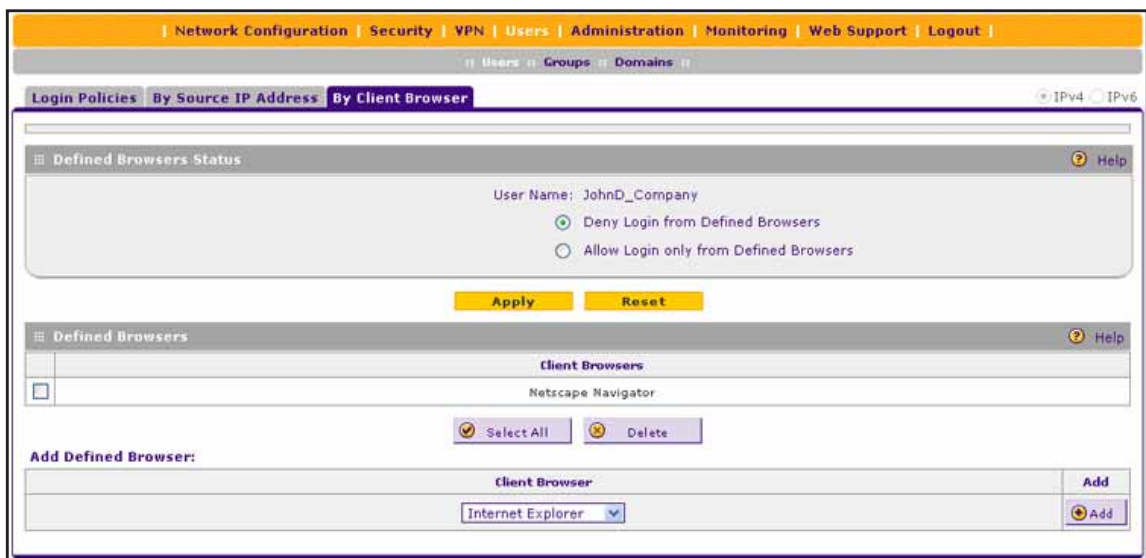 | Network Configuration | Security | VPN | Users | Administration | Monitoring | Web Support | Logout |
:: Users :: Groups :: Domains ::
Login Policies By Source IP Address By Client Browser IPv4 IPv6
Defined Browsers Status Help
User Name: JohnD_Company
Deny Login from Defined Browsers
Allow Login only from Defined Browsers
Apply Reset
Defined Browsers Help
Client Browsers
Netscape Navigator
Select All Delete
Add Defined Browser:
Client Browser Add
Internet Explorer Add